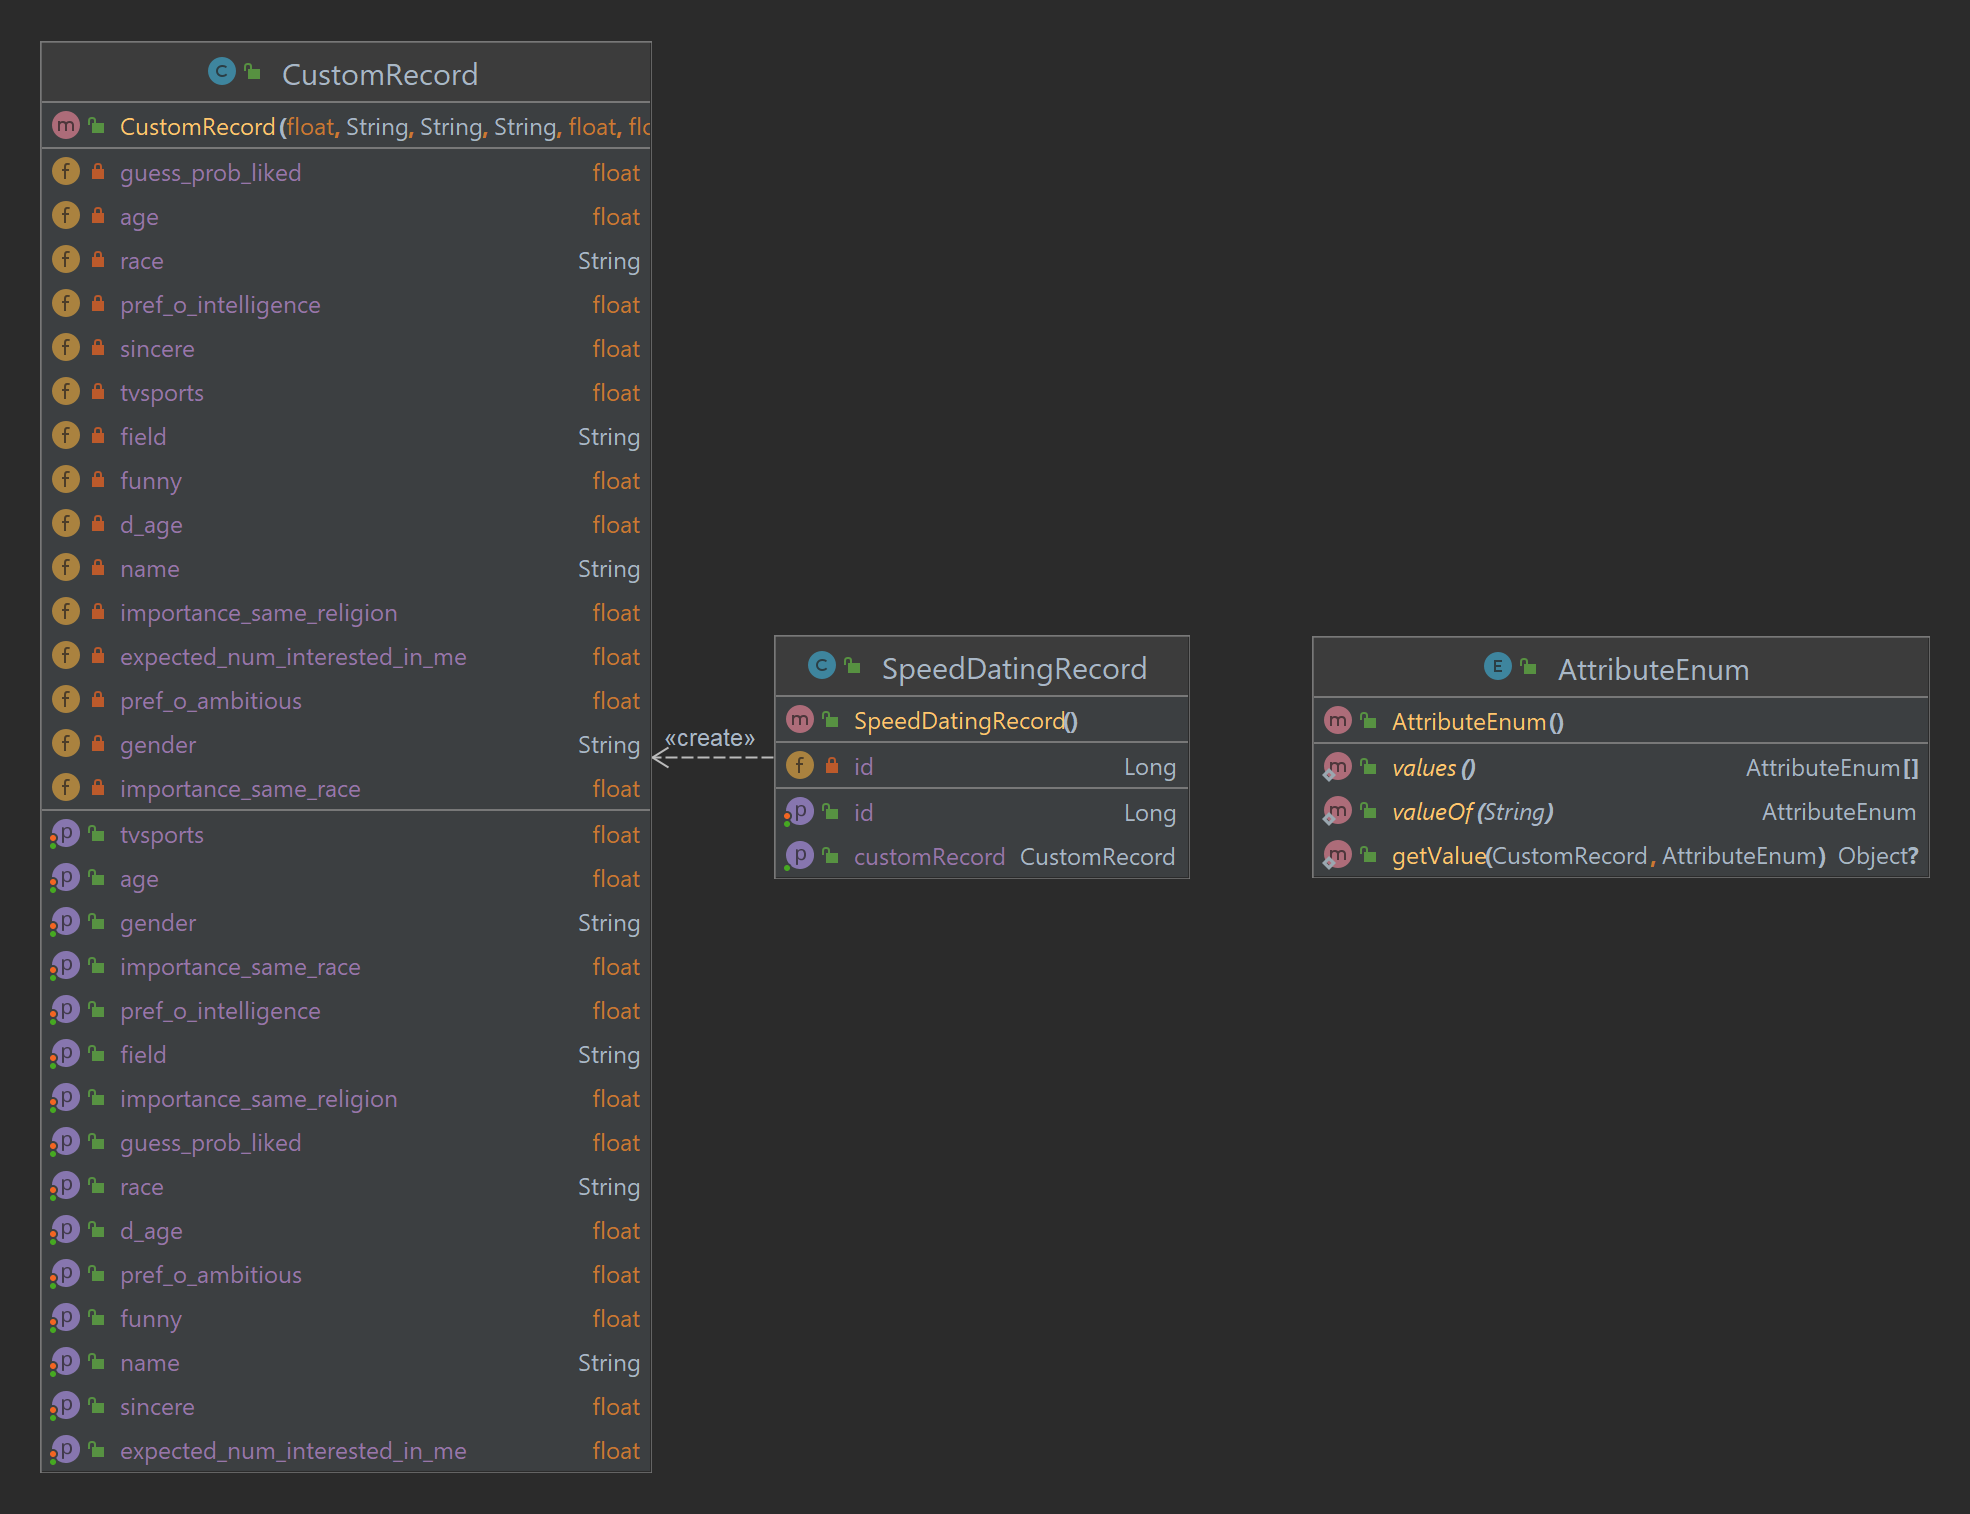 CustomRecord
CustomRecord(float, String, String, String, float, flo
guess_prob_liked float
age float
race String
pref_o_intelligence float
sincere float
tvsports float
field String
funny float
d_age float
name String
importance_same_religion float
expected_num_interested_in_me float
pref_o_ambitious float
gender String
importance_same_race float
tvsports float
age float
gender String
importance_same_race float
pref_o_intelligence float
field String
importance_same_religion float
guess_prob_liked float
race String
d_age float
pref_o_ambitious float
funny float
name String
sincere float
expected_num_interested_in_me float
«create»
SpeedDatingRecord
SpeedDatingRecord()
id Long
id Long
customRecord CustomRecord
AttributeEnum
AttributeEnum()
values() AttributeEnum[]
valueOf(String) AttributeEnum
getValue(CustomRecord, AttributeEnum) Object?